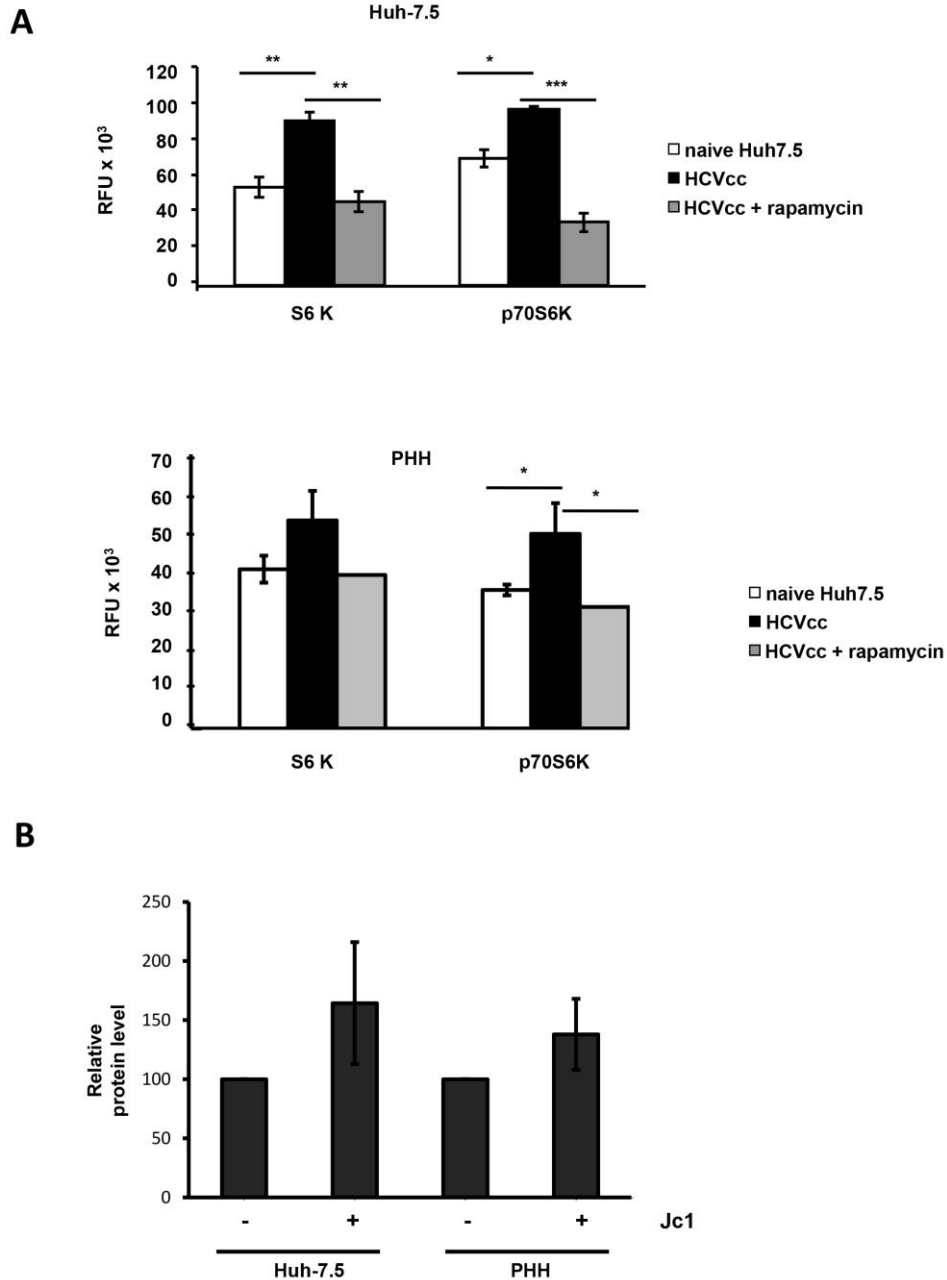 A
Huh-7.5
** ** * ***
120
100
80
60
40
20
0
RFU x 10³
S6 K p70S6K
naive Huh7.5
HCVcc
HCVcc + rapamycin
PHH
* *
70
60
50
40
30
20
10
0
RFU x 10³
S6 K p70S6K
naive Huh7.5
HCVcc
HCVcc + rapamycin
B
250
200
150
100
50
0
Relative
protein level
- + - + Jc1
Huh-7.5 PHH